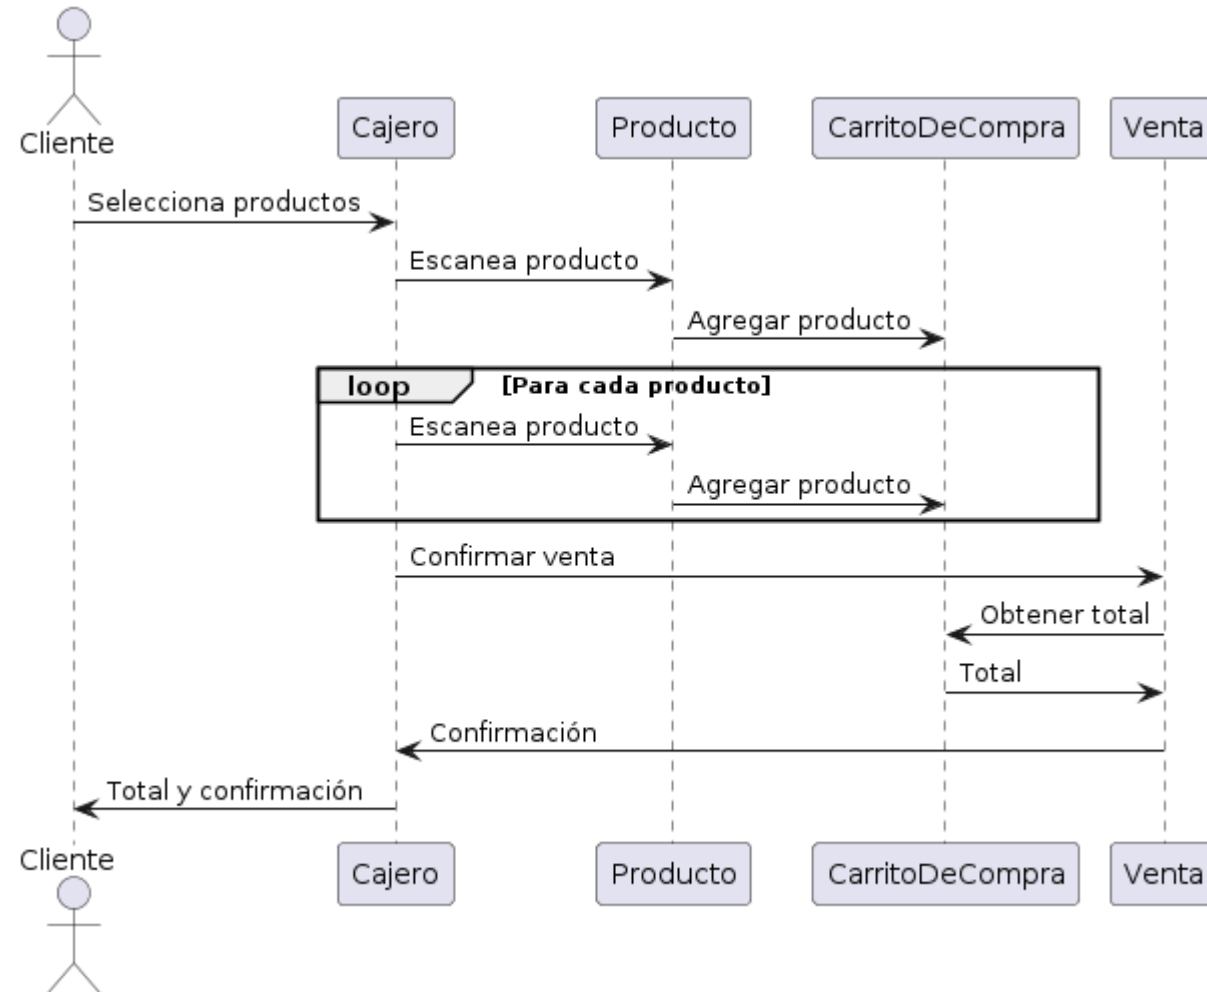 Cliente
Cajero
Producto
CarritoDeCompra
Venta
Selecciona productos
Escanea producto
Agregar producto
loop
[Para cada producto]
Escanea producto
Agregar producto
Confirmar venta
Obtener total
Total
Confirmación
Total y confirmación
Cliente
Cajero
Producto
CarritoDeCompra
Venta